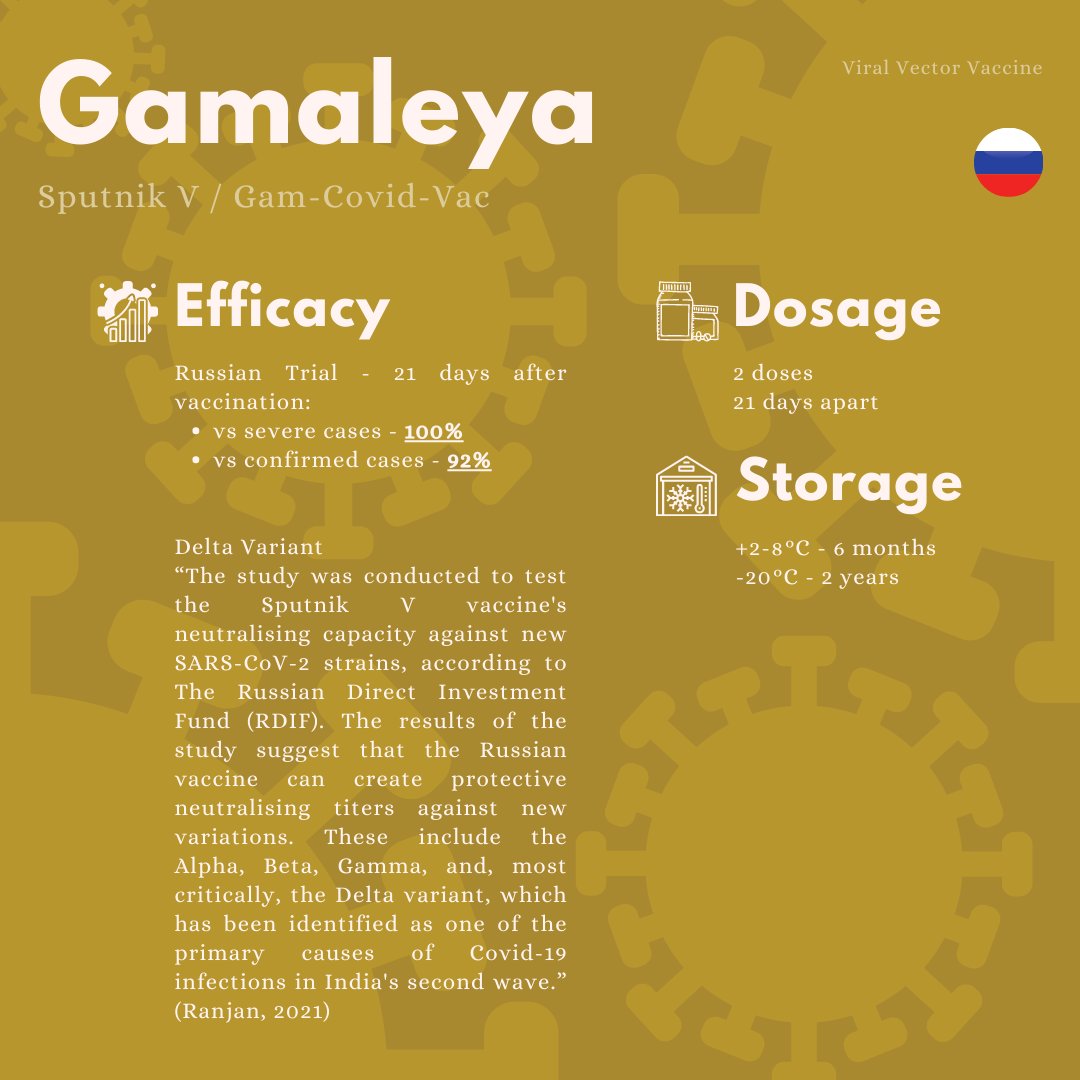 Gamaleya
Viral Vector Vaccine
Sputnik V / Gam-Covid-Vac
Efficacy
Russian Trial - 21 days after
vaccination:
• vs severe cases - 100%
• vs confirmed cases - 92%
Delta Variant
“The study was conducted to test
the Sputnik V vaccine's
neutralising capacity against new
SARS-CoV-2 strains, according to
The Russian Direct Investment
Fund (RDIF). The results of the
study suggest that the Russian
vaccine can create protective
neutralising titers against new
variations. These include the
Alpha, Beta, Gamma, and, most
critically, the Delta variant, which
has been identified as one of the
primary causes of Covid-19
infections in India's second wave.”
(Ranjan, 2021)
Dosage
2 doses
21 days apart
Storage
+2-8°C - 6 months
-20°C - 2 years